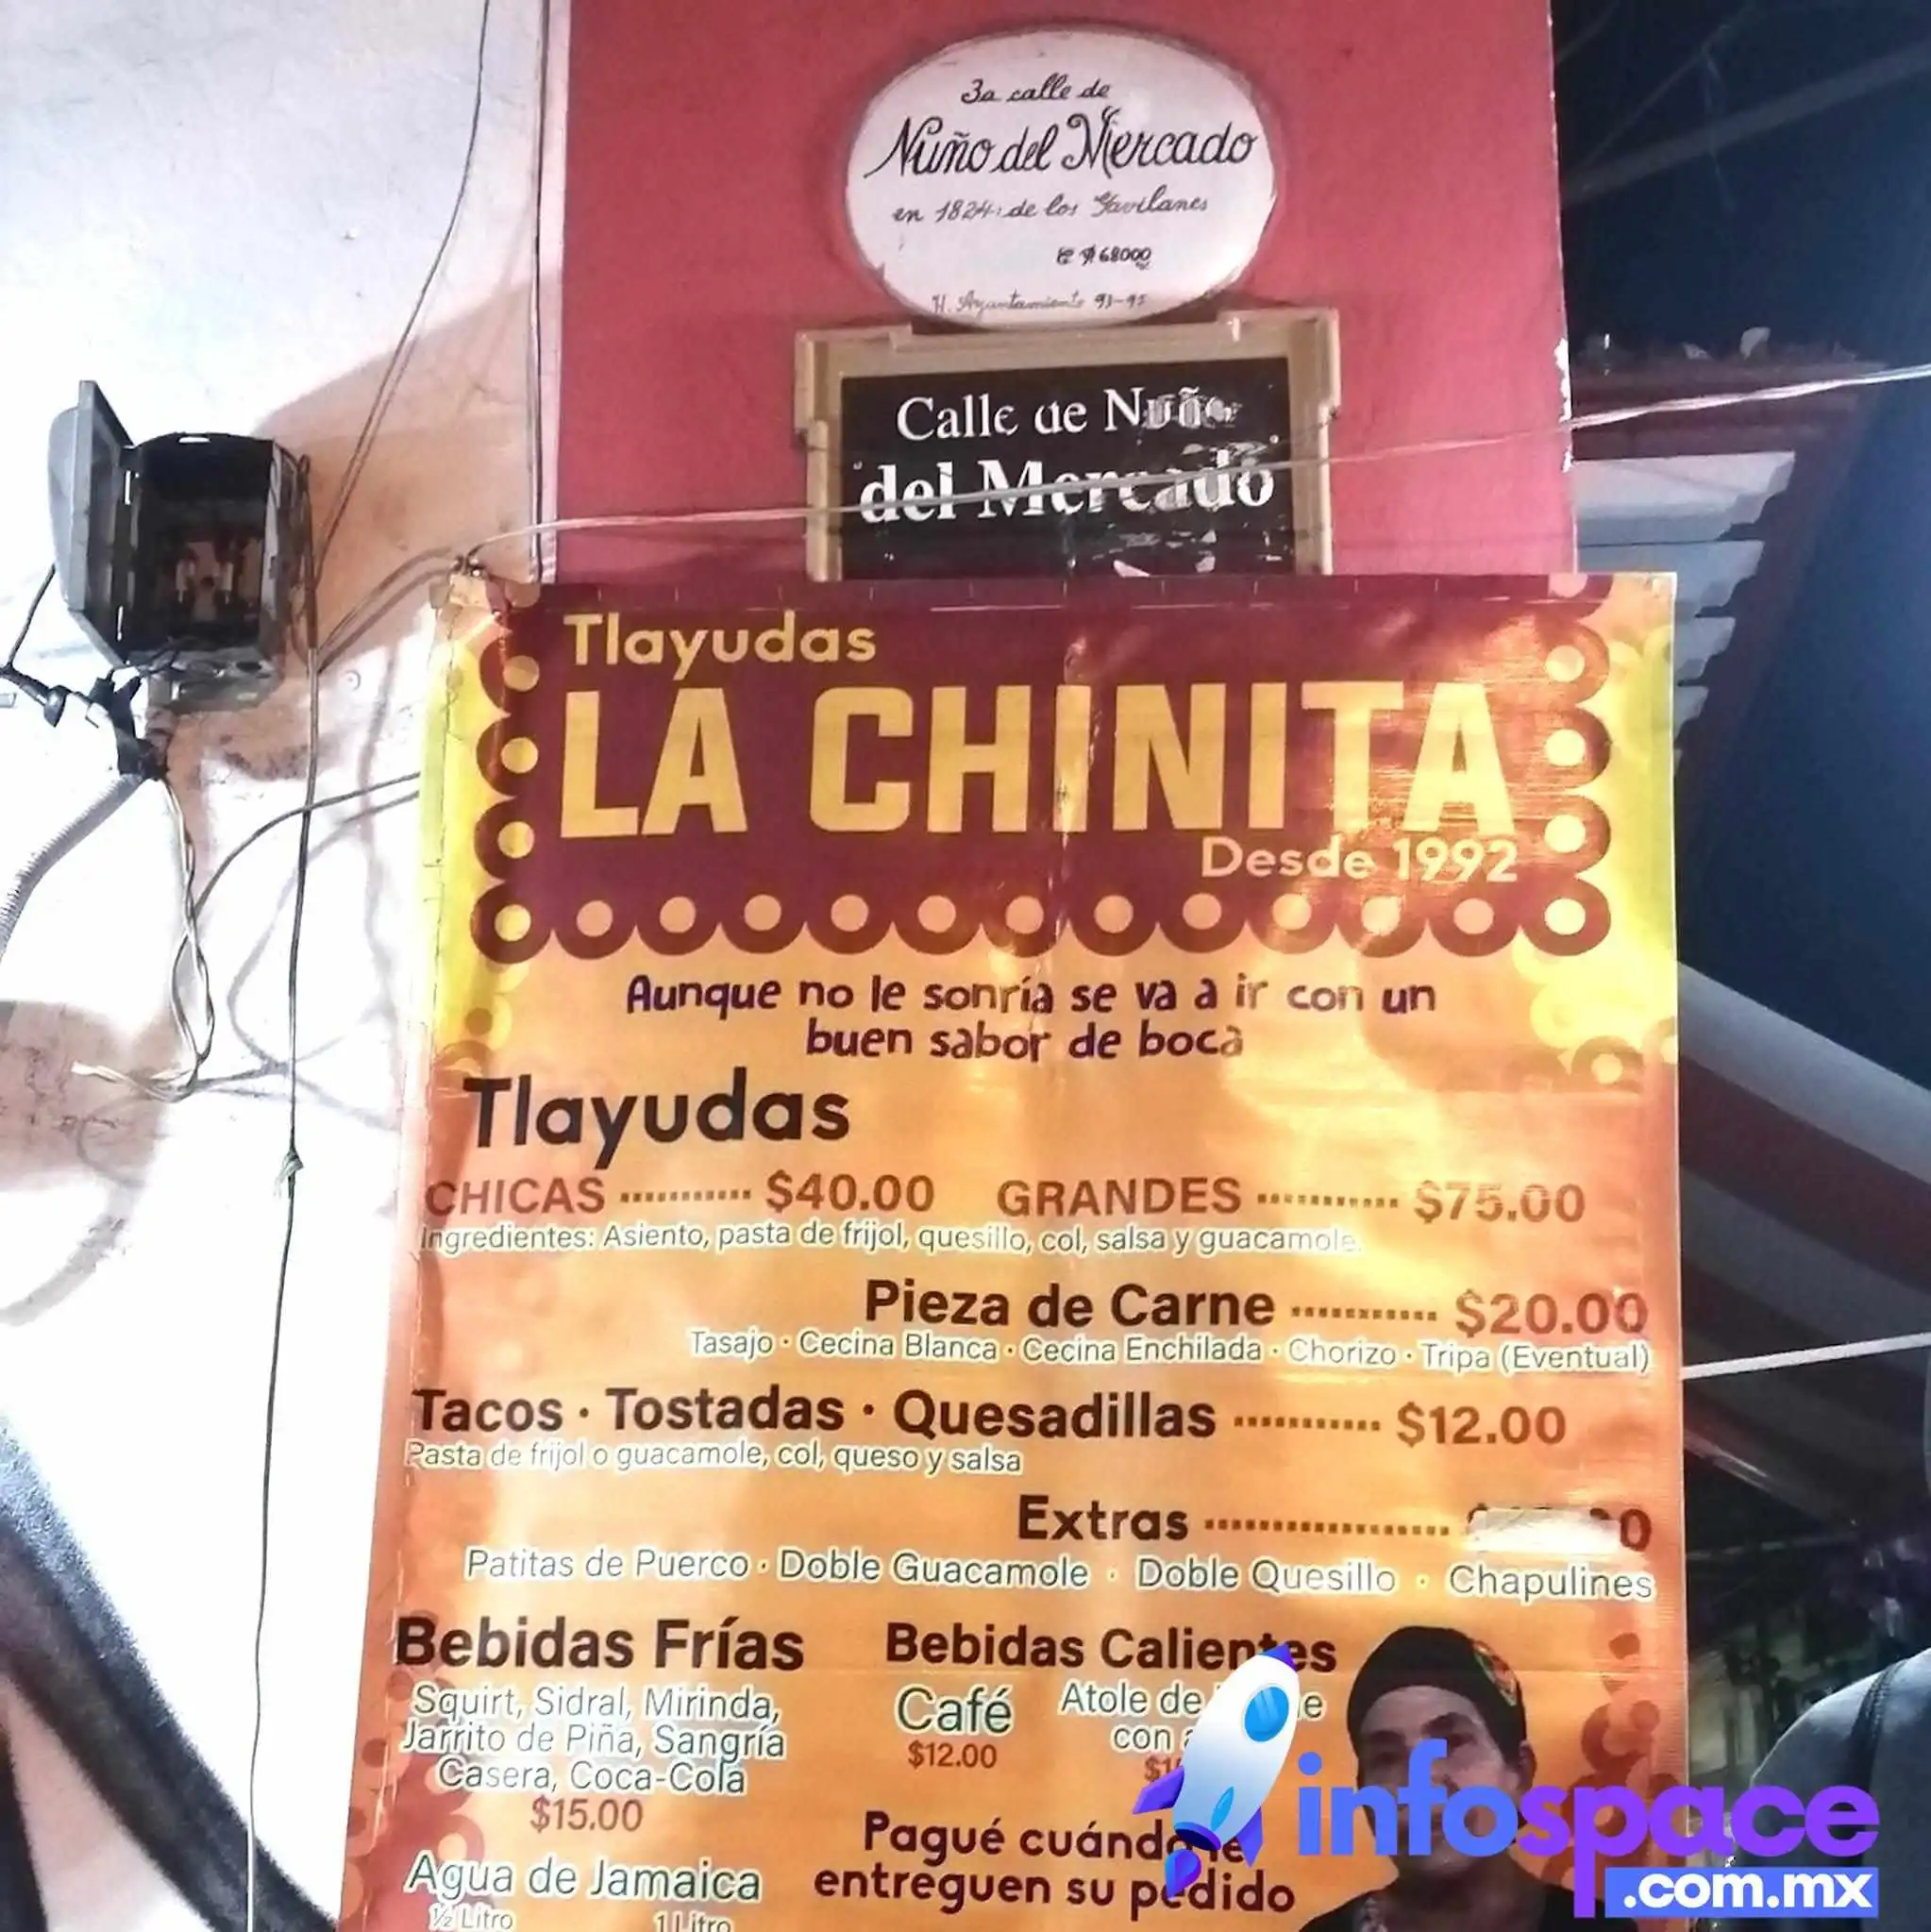 3a calle de
Nuño del Mercado
en 1824: de los Gavilanes
C P 68000
H. Ayuntamiento 93-95
Calle de Nuño
del Mercado
Tlayudas
LA CHINITA
Desde 1992
Aunque no le sonría se va a ir con un
buen sabor de boca
Tlayudas
CHICAS ----------- $40.00 GRANDES ------------ $75.00
Ingredientes: Asiento, pasta de frijol, quesillo, col, salsa y guacamole.
Pieza de Carne ----------- $20.00
Tasajo · Cecina Blanca · Cecina Enchilada · Chorizo · Tripa (Eventual)
Tacos · Tostadas · Quesadillas ----------- $12.00
Pasta de frijol o guacamole, col, queso y salsa
Extras
Patitas de Puerco · Doble Guacamole · Doble Quesillo · Chapulines
Bebidas Frías
Squirt, Sidral, Mirinda,
Jarrito de Piña, Sangría
Casera, Coca-Cola
$15.00
Agua de Jamaica
½ Litro 1 Litro
Bebidas Calientes
Café
$12.00
Atole de
con
Pagué cuándo le
entreguen su pedido
infospace
.com.mx